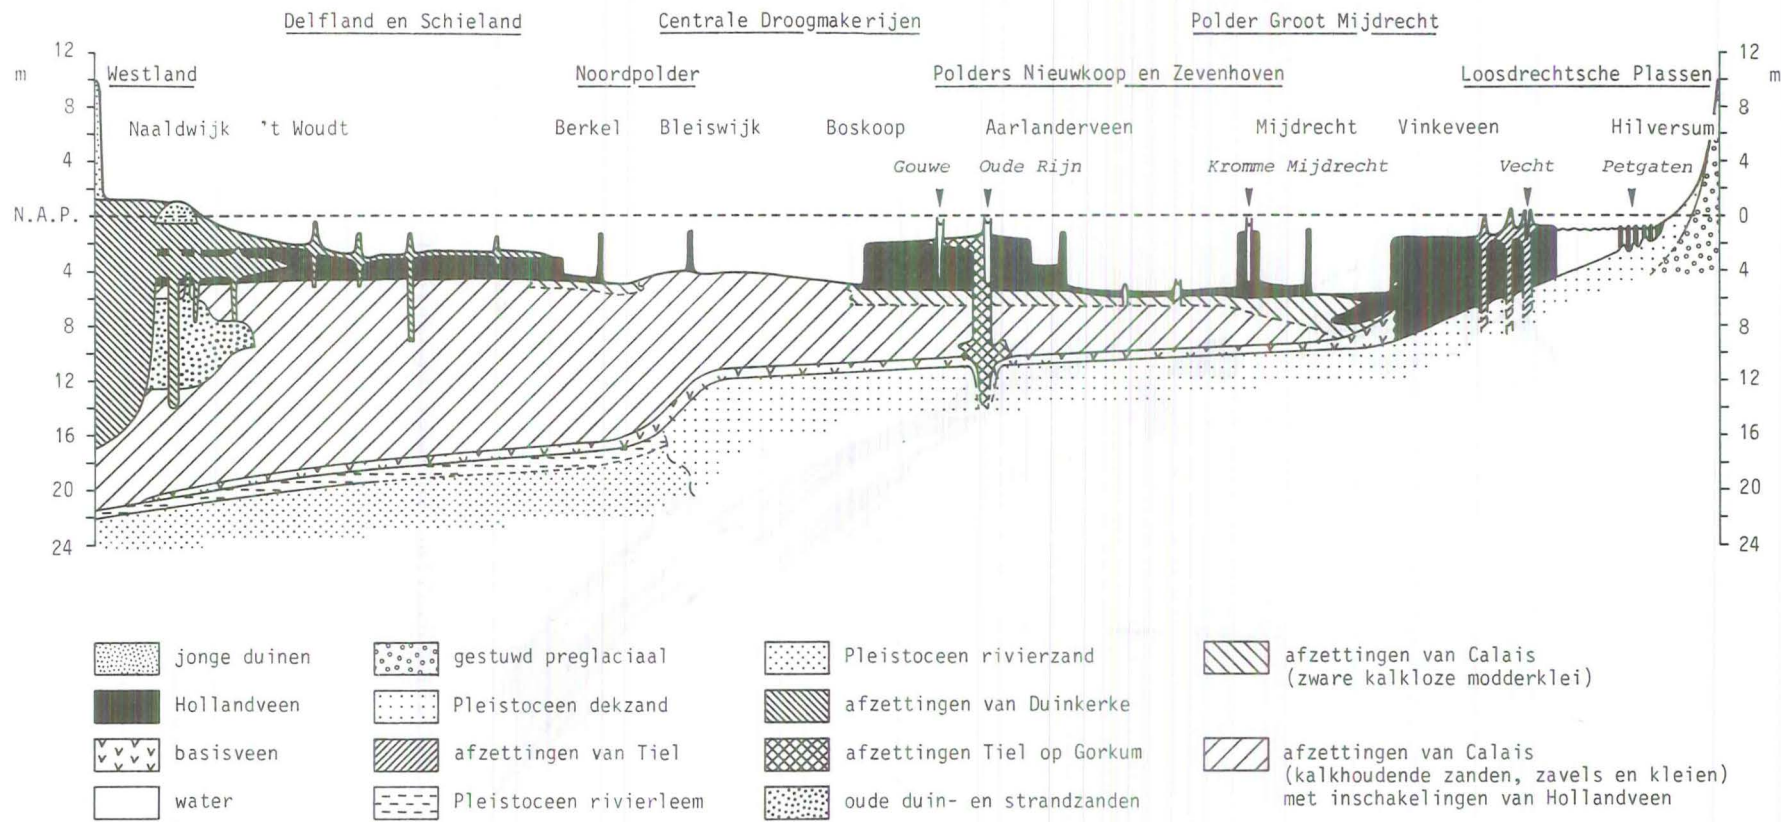 Delfland en Schieland Centrale Droogmakerijen Polder Groot Mijdrecht
12 12
m Westland Noordpolder Polders Nieuwkoop en Zevenhoven Loosdrechtsche Plassen m
8 8
Naaldwijk 't Woudt Berkel Bleiswijk Boskoop Aarlanderveen Mijdrecht Vinkeveen Hilversum
4 Gouwe Oude Rijn Kromme Mijdrecht Vecht Petgaten 4
N.A.P. 0
4 4
8 8
12 12
16 16
20 20
24 24
jonge duinen gestuwd preglaciaal Pleistoceen rivierzand afzettingen van Calais
(zware kalkloze modderklei)
Hollandveen Pleistoceen dekzand afzettingen van Duinkerke
basisveen afzettingen van Tiel afzettingen Tiel op Gorkum afzettingen van Calais
(kalkhoudende zanden, zavels en kleien)
water Pleistoceen rivierleem oude duin- en strandzanden met inschakelingen van Hollandveen